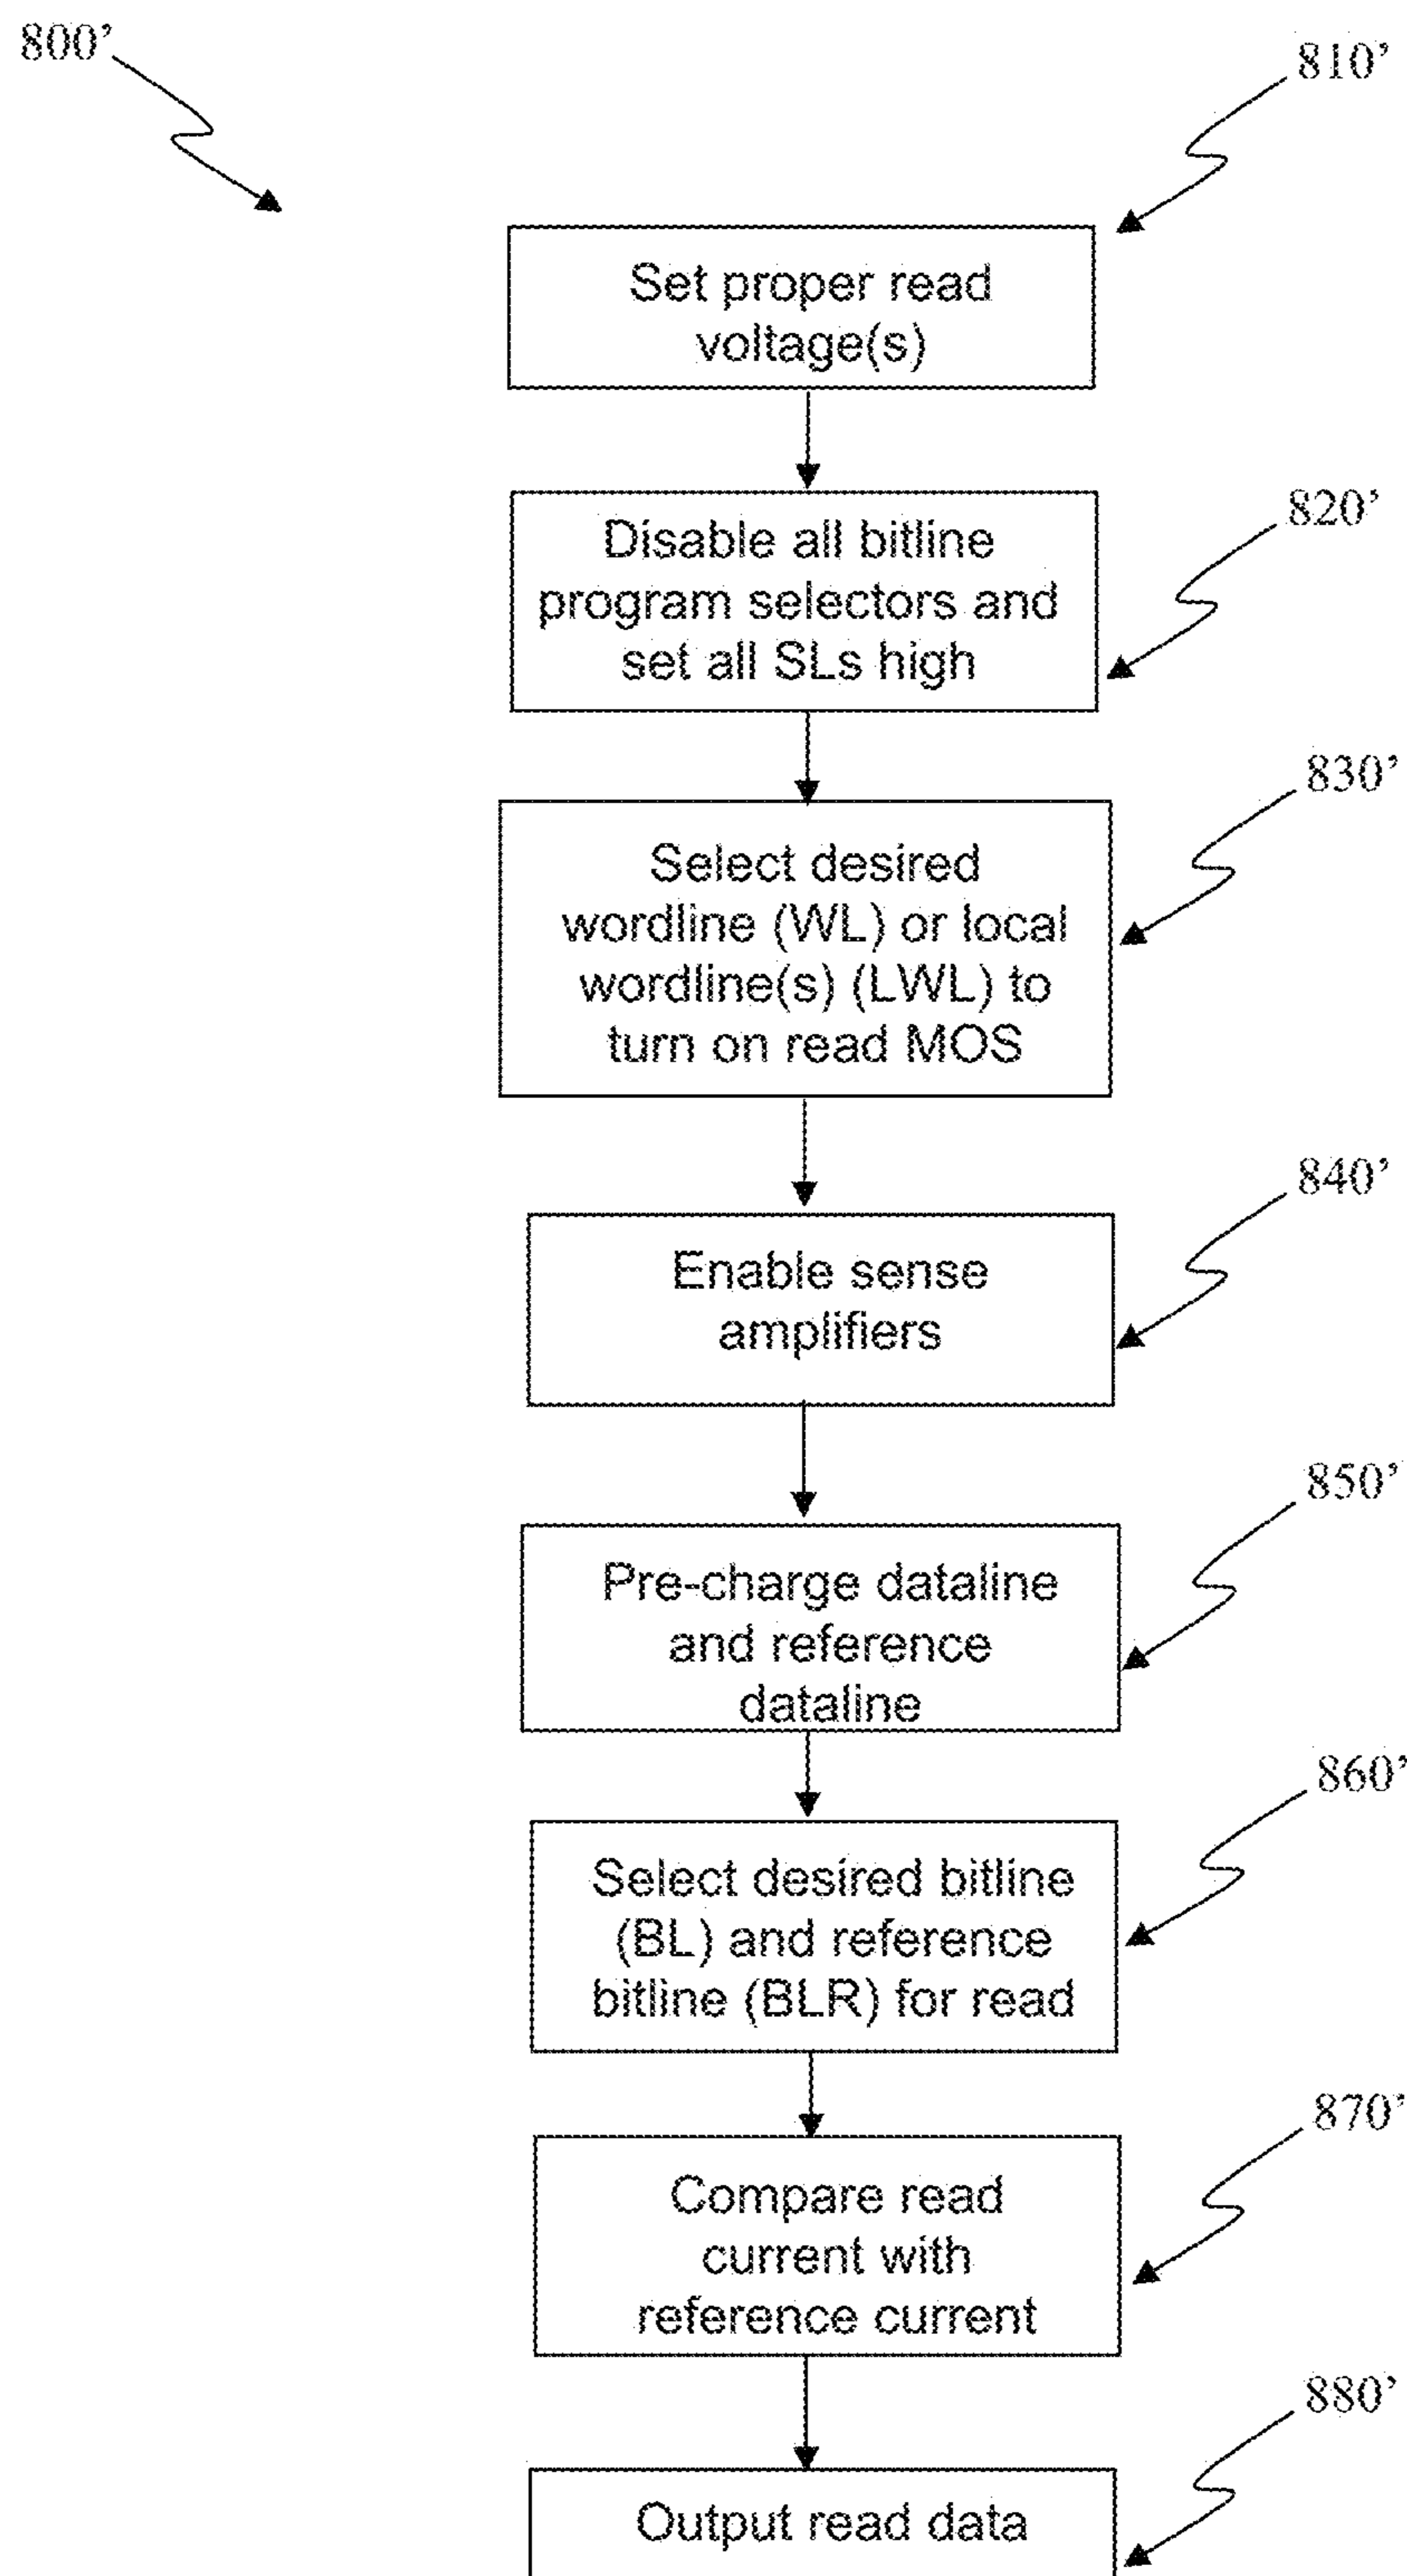 800’
810’
Set proper read
voltage(s)
820’
Disable all bitline
program selectors and
set all SLs high
830’
Select desired
wordline (WL) or local
wordline(s) (LWL) to
turn on read MOS
840’
Enable sense
amplifiers
850’
Pre-charge dataline
and reference
dataline
860’
Select desired bitline
(BL) and reference
bitline (BLR) for read
870’
Compare read
current with
reference current
880’
Output read data